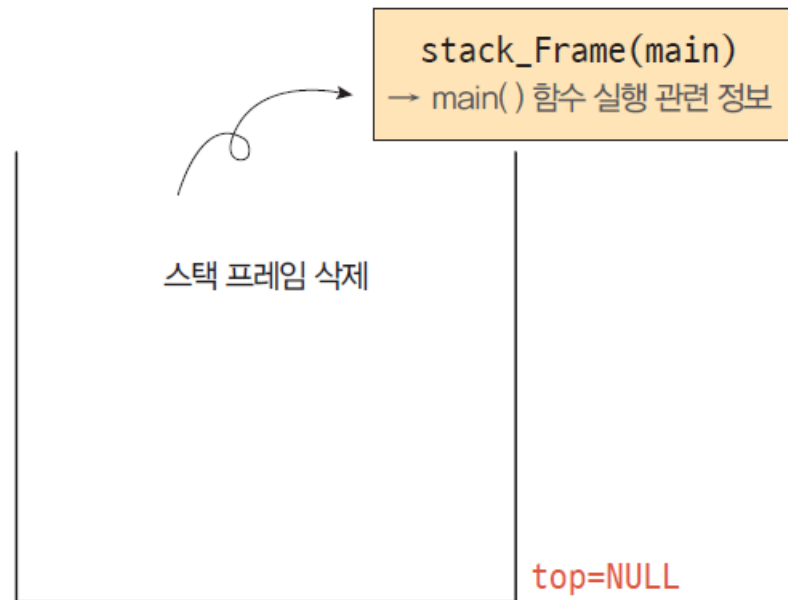 stack_Frame(main)
→ main( ) 함수 실행 관련 정보
스택 프레임 삭제
top=NULL